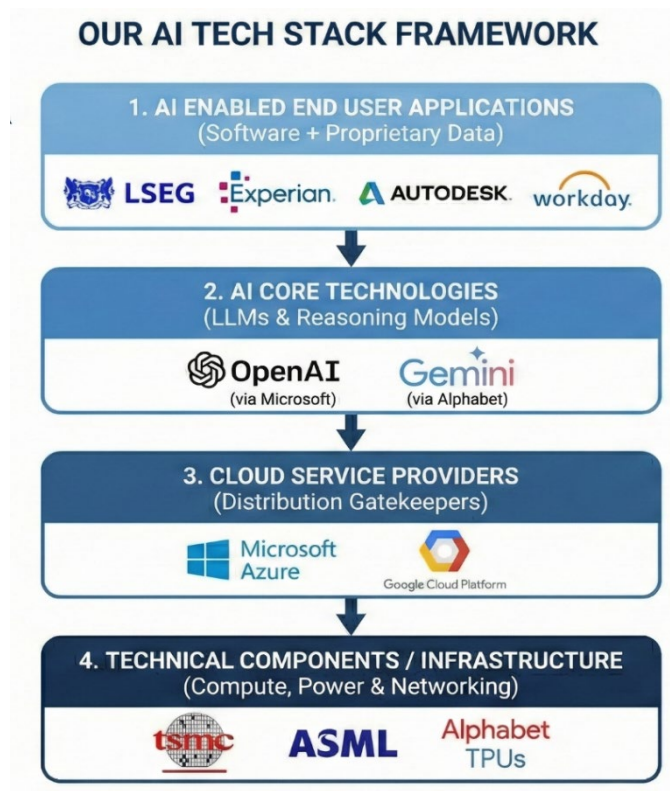 OUR AI TECH STACK FRAMEWORK
1. AI ENABLED END USER APPLICATIONS
(Software + Proprietary Data)
LSEG Experian. AUTODESK. workday.
2. AI CORE TECHNOLOGIES
(LLMs & Reasoning Models)
OpenAI Gemini
(via Microsoft) (via Alphabet)
3. CLOUD SERVICE PROVIDERS
(Distribution Gatekeepers)
Microsoft
Azure
Google Cloud Platform
4. TECHNICAL COMPONENTS / INFRASTRUCTURE
(Compute, Power & Networking)
tsmc ASML Alphabet
TPUs